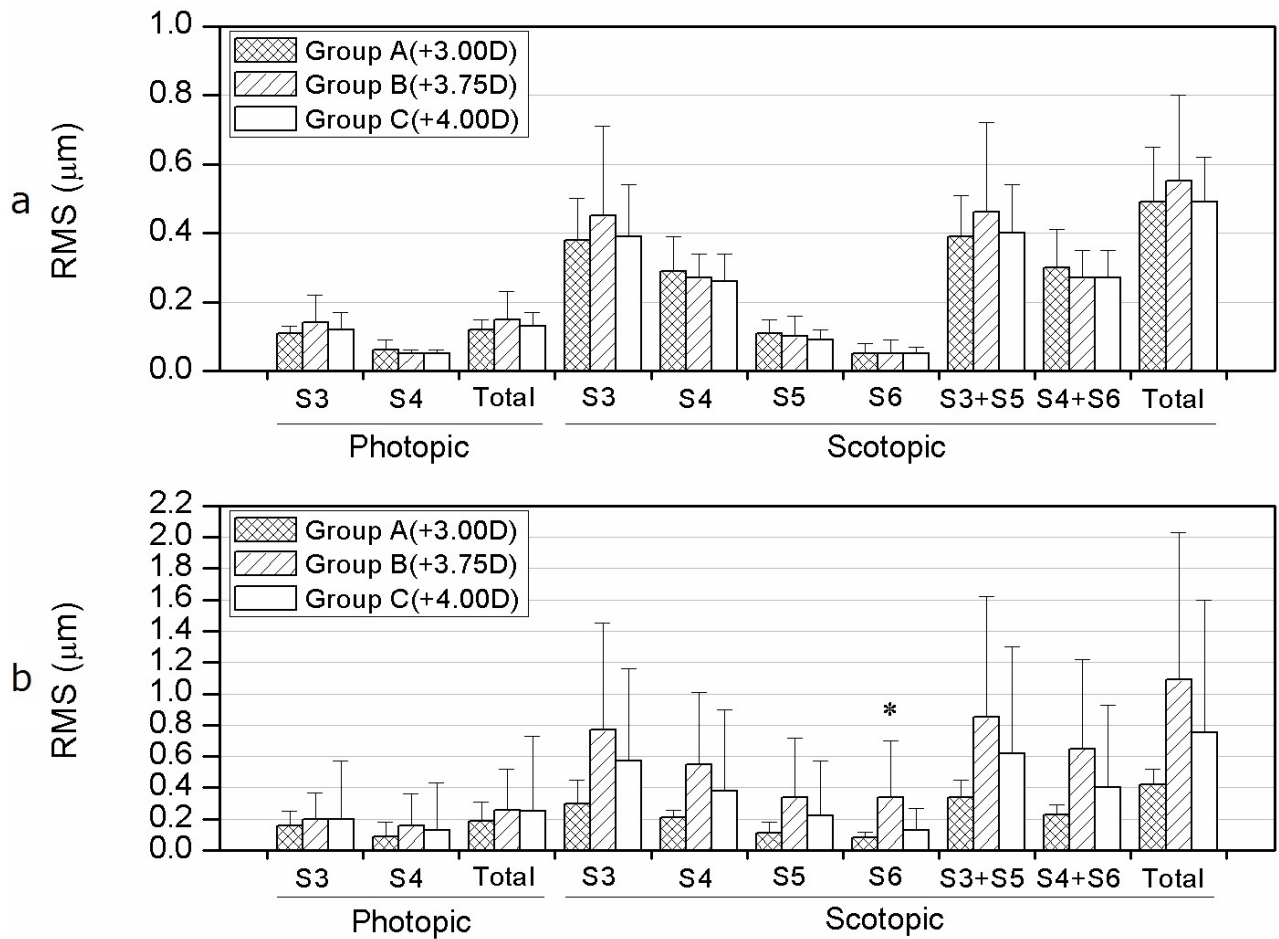 a
RMS (μm)
1.0
0.8
0.6
0.4
0.2
0.0
Group A(+3.00D)
Group B(+3.75D)
Group C(+4.00D)
S3 S4 Total S3 S4 S5 S6 S3+S5 S4+S6 Total
Photopic Scotopic
b
RMS (μm)
2.2
2.0
1.8
1.6
1.4
1.2
1.0
0.8
0.6
0.4
0.2
0.0
Group A(+3.00D)
Group B(+3.75D)
Group C(+4.00D)
*
S3 S4 Total S3 S4 S5 S6 S3+S5 S4+S6 Total
Photopic Scotopic